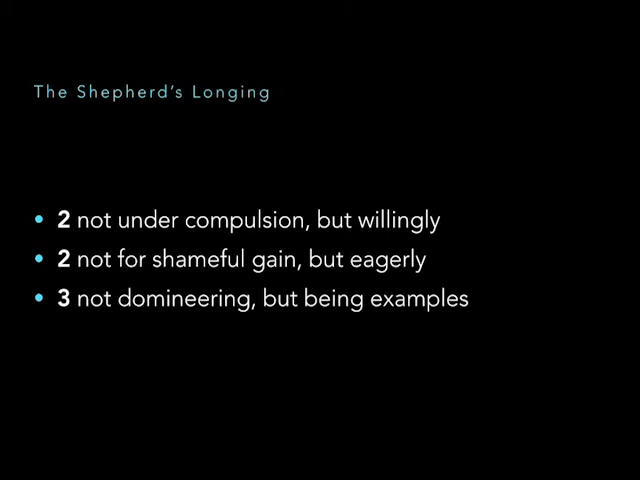 The Shepherd's Longing
• 2 not under compulsion, but willingly
• 2 not for shameful gain, but eagerly
• 3 not domineering, but being examples